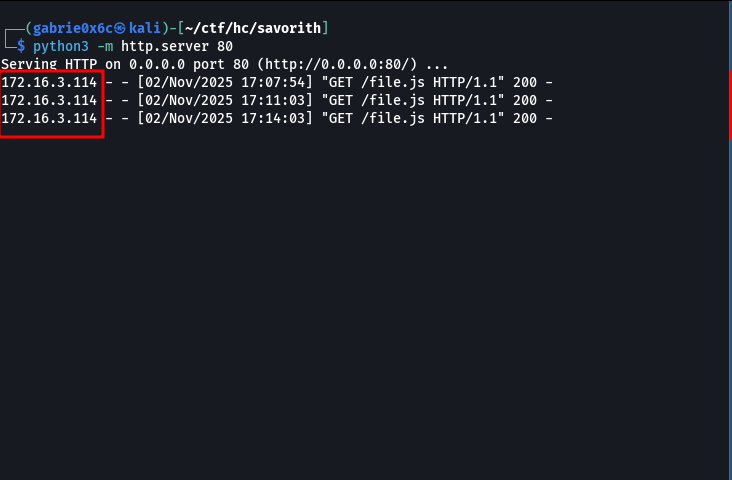 ┌──(gabrie0x6c㉿kali)-[~/ctf/hc/savorith]
└─$ python3 -m http.server 80
Serving HTTP on 0.0.0.0 port 80 (http://0.0.0.0:80/) ...
172.16.3.114 - - [02/Nov/2025 17:07:54] "GET /file.js HTTP/1.1" 200 -
172.16.3.114 - - [02/Nov/2025 17:11:03] "GET /file.js HTTP/1.1" 200 -
172.16.3.114 - - [02/Nov/2025 17:14:03] "GET /file.js HTTP/1.1" 200 -